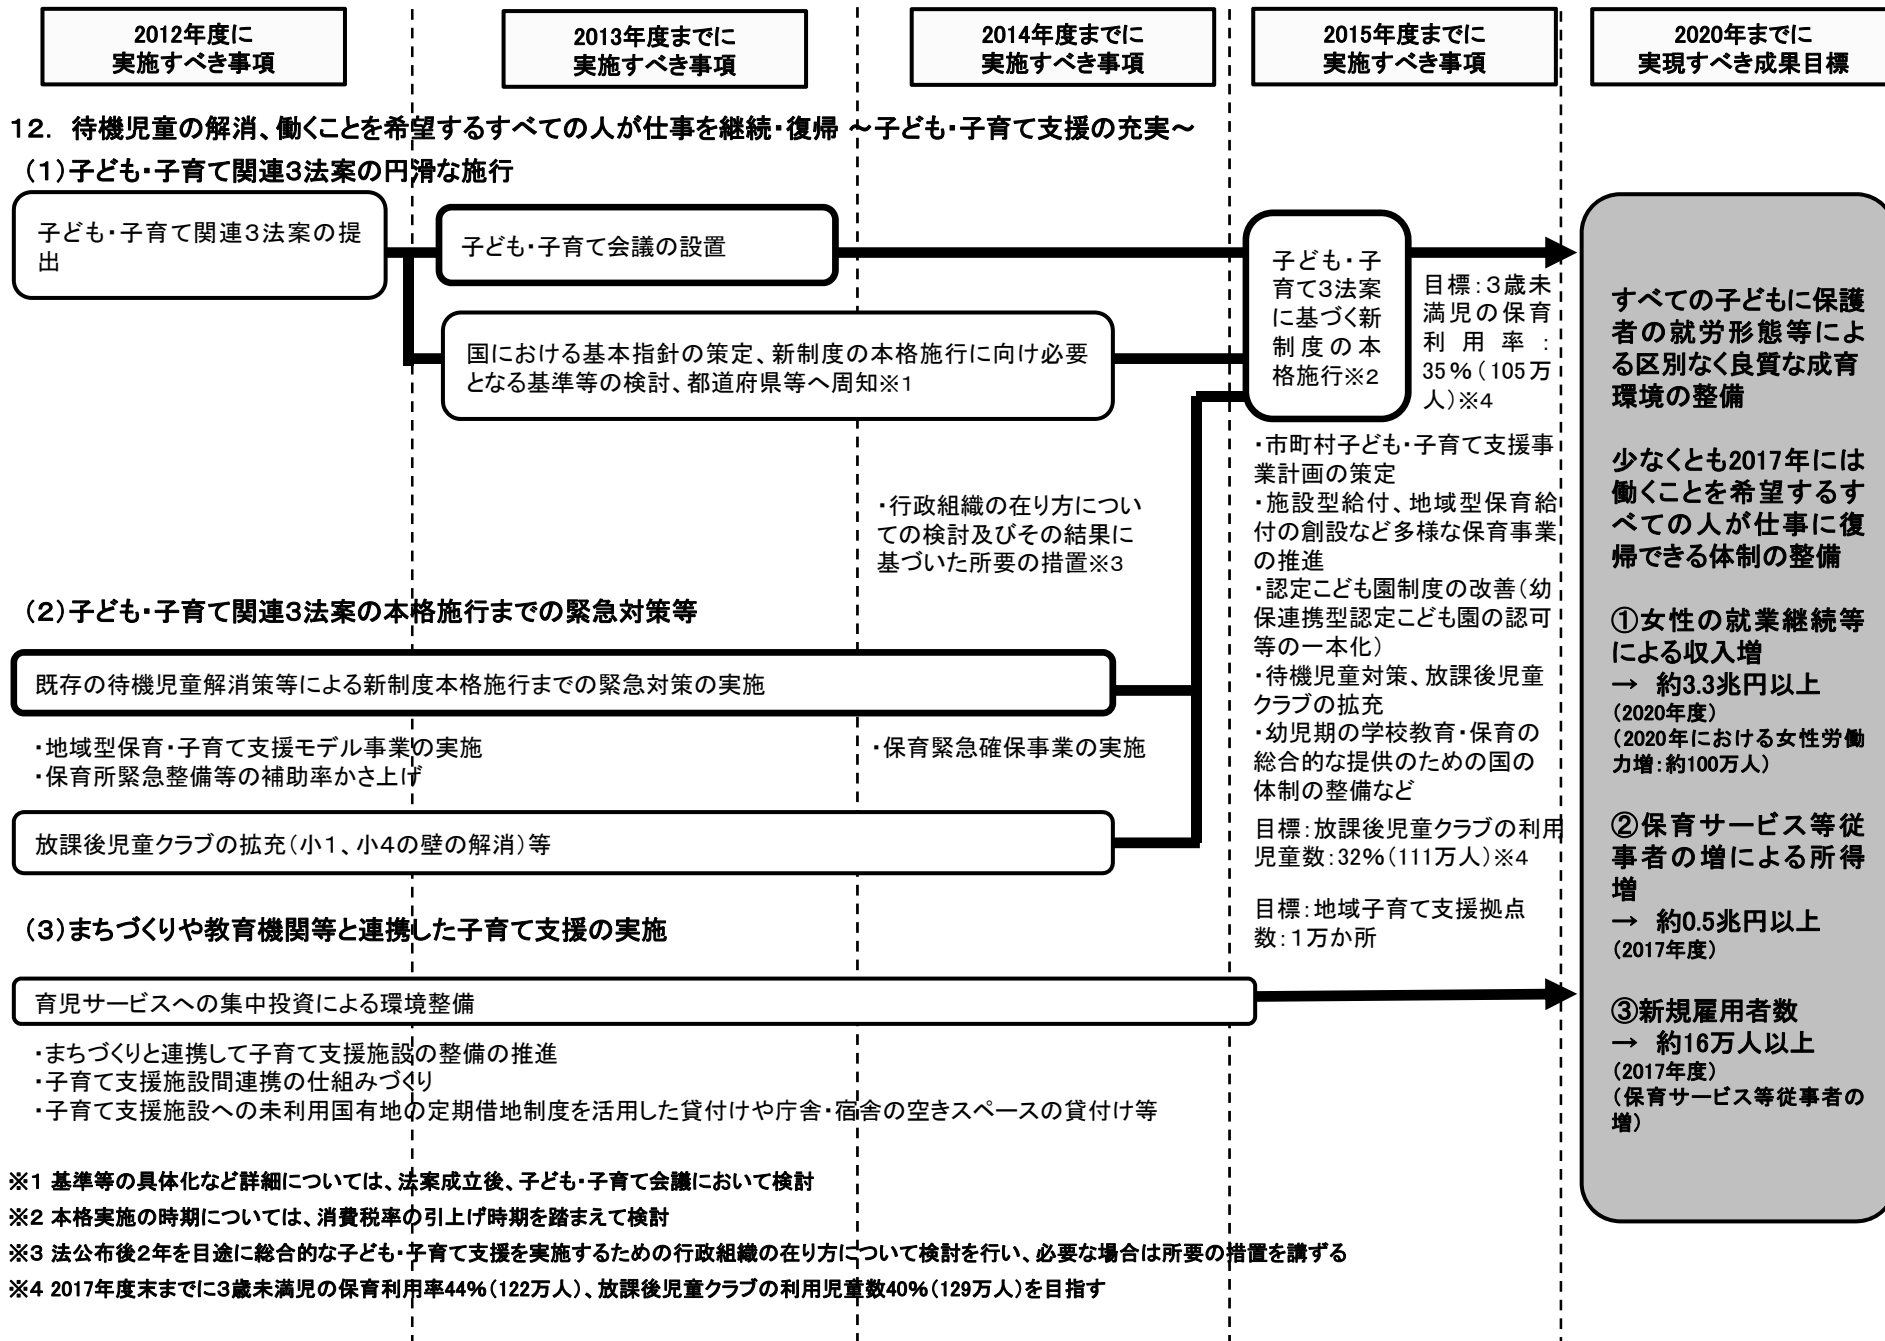 2012年度に
実施すべき事項
2013年度までに
実施すべき事項
2014年度までに
実施すべき事項
2015年度までに
実施すべき事項
2020年までに
実現すべき成果目標
12. 待機児童の解消、働くことを希望するすべての人が仕事を継続・復帰 ～子ども・子育て支援の充実～
(1)子ども・子育て関連3法案の円滑な施行
子ども・子育て関連3法案の提
出
子ども・子育て会議の設置
国における基本指針の策定、新制度の本格施行に向け必要
となる基準等の検討、都道府県等へ周知※1
子ども・子
育て3法案
に基づく新
制度の本
格施行※2
目標:3歳未
満児の保育
利用率:
35%(105万
人)※4
・行政組織の在り方につい
ての検討及びその結果に
基づいた所要の措置※3
・市町村子ども・子育て支援事
業計画の策定
・施設型給付、地域型保育給
付の創設など多様な保育事業
の推進
・認定こども園制度の改善(幼
保連携型認定こども園の認可
等の一本化)
・待機児童対策、放課後児童
クラブの拡充
・幼児期の学校教育・保育の
総合的な提供のための国の
体制の整備など
目標:放課後児童クラブの利用
児童数:32%(111万人)※4
目標:地域子育て支援拠点
数:1万か所
(2)子ども・子育て関連3法案の本格施行までの緊急対策等
既存の待機児童解消策等による新制度本格施行までの緊急対策の実施
・地域型保育・子育て支援モデル事業の実施
・保育所緊急整備等の補助率かさ上げ
・保育緊急確保事業の実施
放課後児童クラブの拡充(小1、小4の壁の解消)等
(3)まちづくりや教育機関等と連携した子育て支援の実施
育児サービスへの集中投資による環境整備
・まちづくりと連携して子育て支援施設の整備の推進
・子育て支援施設間連携の仕組みづくり
・子育て支援施設への未利用国有地の定期借地制度を活用した貸付けや庁舎・宿舎の空きスペースの貸付け等
すべての子どもに保護
者の就労形態等によ
る区別なく良質な成育
環境の整備
少なくとも2017年には
働くことを希望するす
べての人が仕事に復
帰できる体制の整備
①女性の就業継続等
による収入増
→ 約3.3兆円以上
(2020年度)
(2020年における女性労働
力増:約100万人)
②保育サービス等従
事者の増による所得
増
→ 約0.5兆円以上
(2017年度)
③新規雇用者数
→ 約16万人以上
(2017年度)
(保育サービス等従事者の
増)
※1 基準等の具体化など詳細については、法案成立後、子ども・子育て会議において検討
※2 本格実施の時期については、消費税率の引上げ時期を踏まえて検討
※3 法公布後2年を目途に総合的な子ども・子育て支援を実施するための行政組織の在り方について検討を行い、必要な場合は所要の措置を講ずる
※4 2017年度末までに3歳未満児の保育利用率44%(122万人)、放課後児童クラブの利用児童数40%(129万人)を目指す